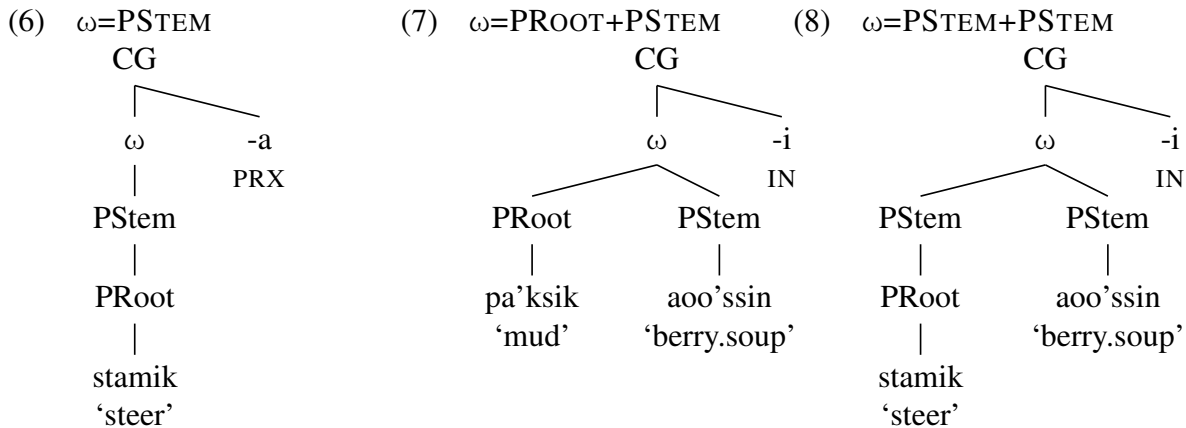 (6) ω=PSTEM
CG
ω -a
PRX
PStem
PRoot
stamik
‘steer’
(7) ω=PROOT+PSTEM
CG
ω -i
IN
PRoot PStem
pa’ksik aoo’ssin
‘mud’ ‘berry.soup’
(8) ω=PSTEM+PSTEM
CG
ω -i
IN
PStem PStem
PRoot aoo’ssin
‘berry.soup’
stamik
‘steer’